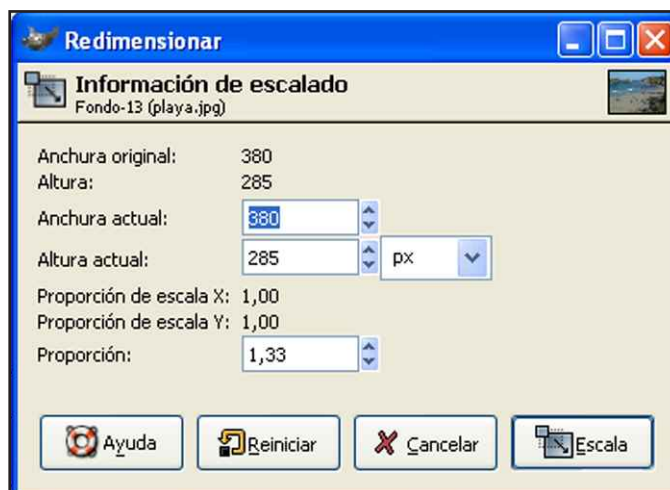 Redimensionar
Información de escalado
Fondo-13 (playa.jpg)
Anchura original: 380
Altura: 285
Anchura actual: 380
Altura actual: 285 px
Proporción de escala X: 1,00
Proporción de escala Y: 1,00
Proporción: 1,33
Ayuda Reiniciar Cancelar Escala